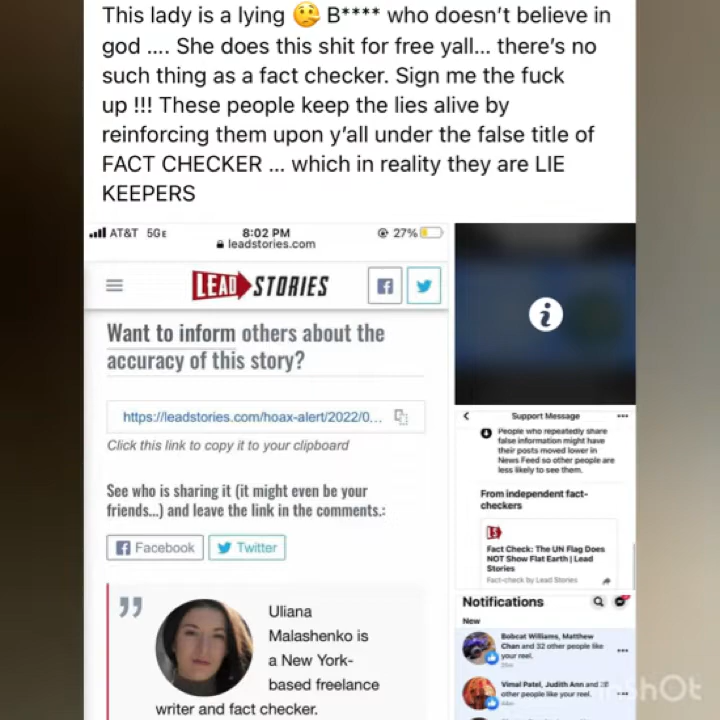 This lady is a lying 🤥 B**** who doesn’t believe in
god .... She does this shit for free yall... there’s no
such thing as a fact checker. Sign me the fuck
up !!! These people keep the lies alive by
reinforcing them upon y’all under the false title of
FACT CHECKER ... which in reality they are LIE
KEEPERS
AT&T 5GE
8:02 PM
27%
leadstories.com
LEAD STORIES
Want to inform others about the
accuracy of this story?
https://leadstories.com/hoax-alert/2022/0...
Click this link to copy it to your clipboard
See who is sharing it (it might even be your
friends...) and leave the link in the comments.:
Facebook
Twitter
Uliana
Malashenko is
a New York-
based freelance
writer and fact checker.
Support Message
People who repeatedly share
false information might have
their posts moved lower in
News Feed so other people are
less likely to see them.
From independent fact-
checkers
LS
Fact Check: The UN Flag Does
NOT Show Flat Earth | Lead
Stories
Fact-check by Lead Stories
Notifications
New
Bobcat Williams, Matthew
Chan and 32 other people like
your reel.
Vimal Patel, Judith Ann and
other people like your reel.